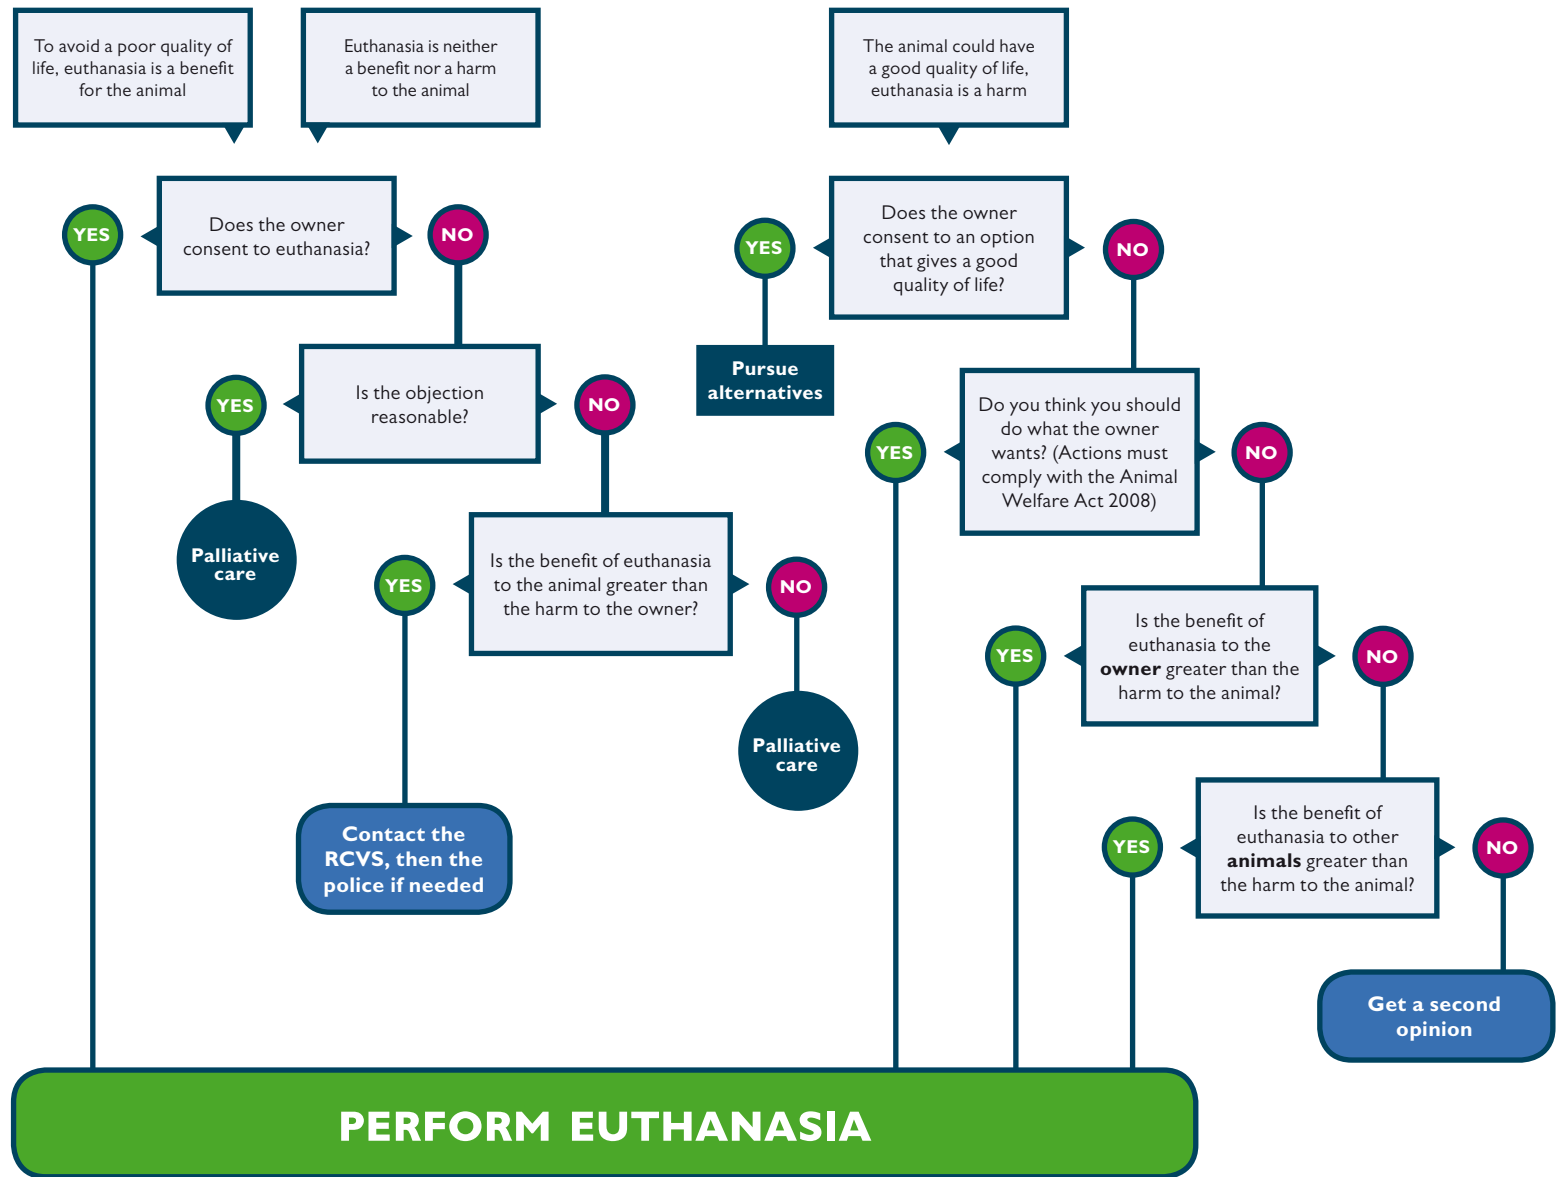 To avoid a poor quality of
life, euthanasia is a benefit
for the animal
Euthanasia is neither
a benefit nor a harm
to the animal
The animal could have
a good quality of life,
euthanasia is a harm
YES
Does the owner
consent to euthanasia?
NO
YES
Does the owner
consent to an option
that gives a good
quality of life?
NO
YES
Is the objection
reasonable?
NO
Pursue
alternatives
YES
Do you think you should
do what the owner
wants? (Actions must
comply with the Animal
Welfare Act 2008)
NO
Palliative
care
YES
Is the benefit of euthanasia
to the animal greater than
the harm to the owner?
NO
YES
Is the benefit of
euthanasia to the
owner greater than the
harm to the animal?
NO
Palliative
care
Contact the
RCVS, then the
police if needed
YES
Is the benefit of
euthanasia to other
animals greater than
the harm to the animal?
NO
Get a second
opinion
PERFORM EUTHANASIA